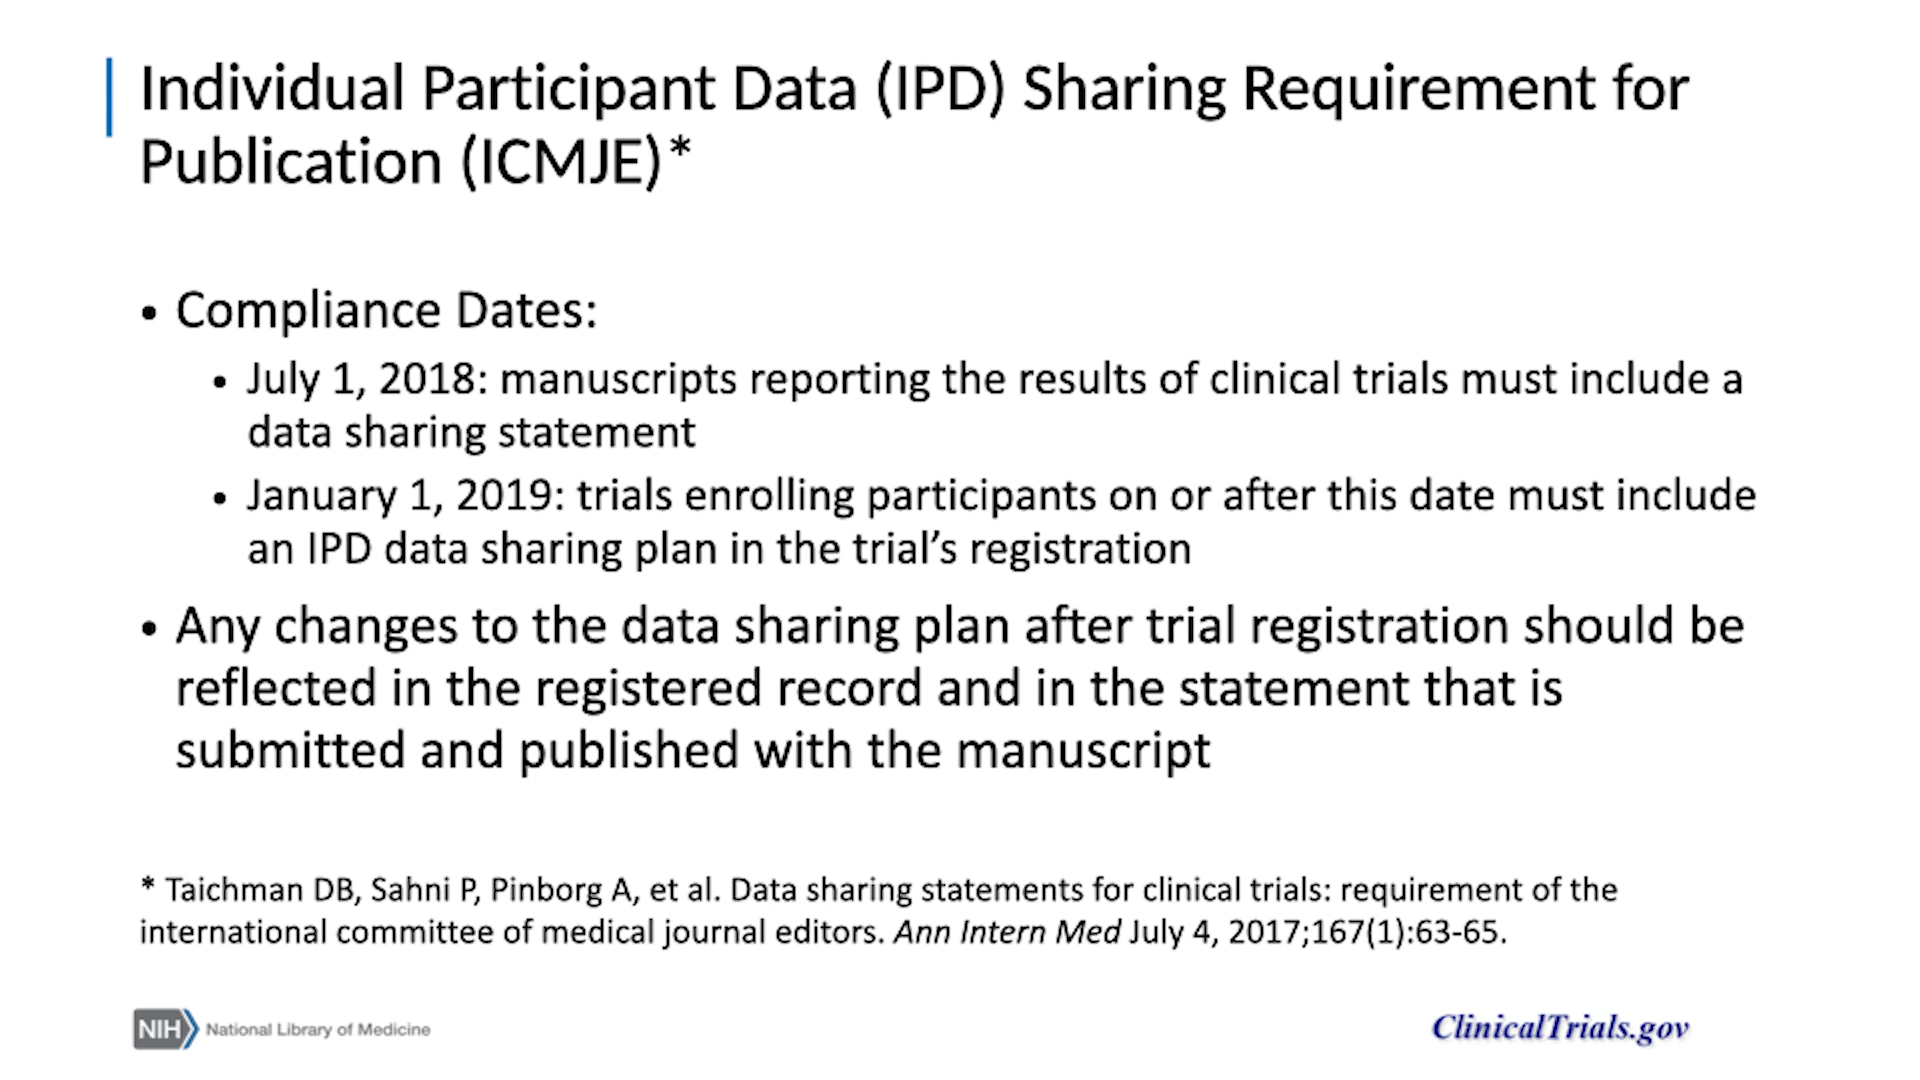 Individual Participant Data (IPD) Sharing Requirement for
Publication (ICMJE)*
• Compliance Dates:
• July 1, 2018: manuscripts reporting the results of clinical trials must include a
data sharing statement
• January 1, 2019: trials enrolling participants on or after this date must include
an IPD data sharing plan in the trial’s registration
• Any changes to the data sharing plan after trial registration should be
reflected in the registered record and in the statement that is
submitted and published with the manuscript
* Taichman DB, Sahni P, Pinborg A, et al. Data sharing statements for clinical trials: requirement of the
international committee of medical journal editors. Ann Intern Med July 4, 2017;167(1):63-65.
NIH National Library of Medicine
ClinicalTrials.gov